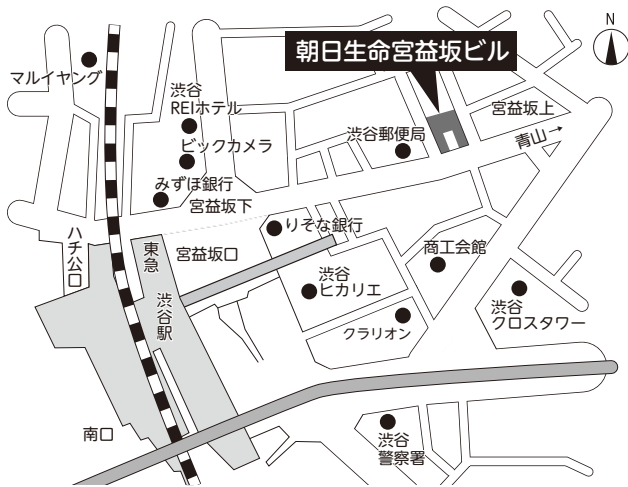 N
朝日生命宮益坂ビル
マルイヤング
渋谷
REIホテル
ビックカメラ
みずほ銀行
宮益坂下
渋谷郵便局
宮益坂上
青山→
りそな銀行
宮益坂口
ハチ公口
東急
渋谷駅
商工会館
渋谷
ヒカリエ
クラリオン
渋谷
クロスタワー
南口
渋谷
警察署